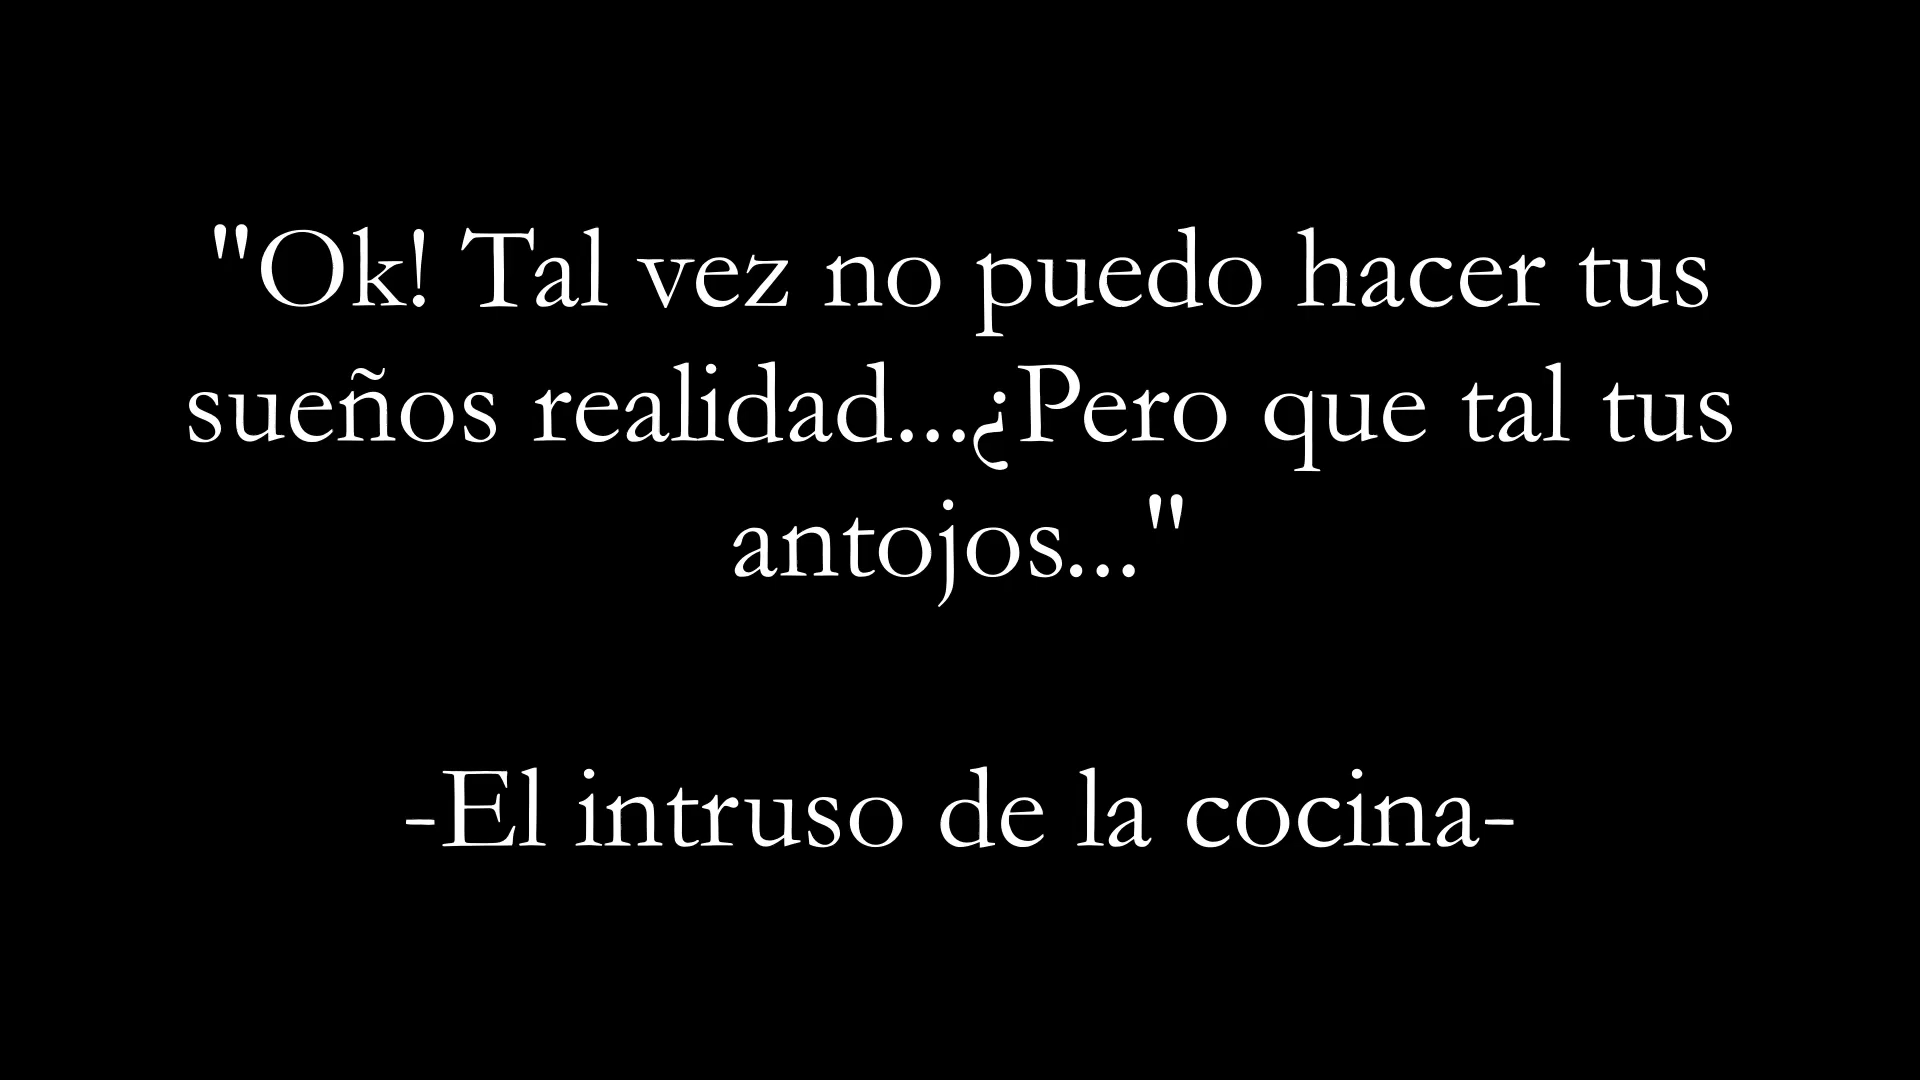 "Ok! Tal vez no puedo hacer tus
sueños realidad...¿Pero que tal tus
antojos..."
-El intruso de la cocina-